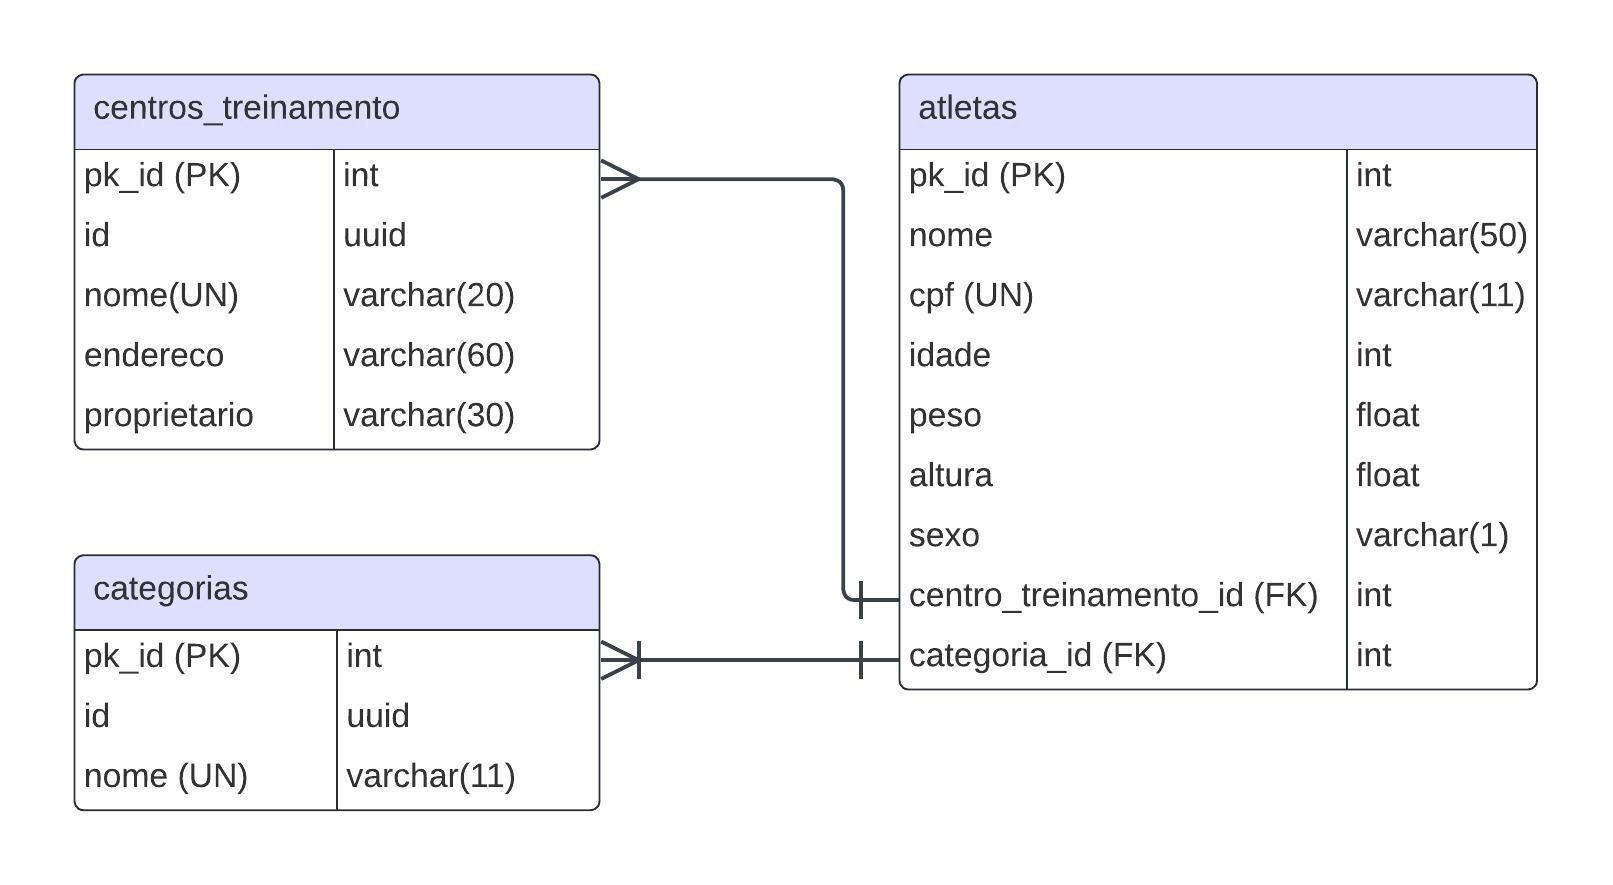 centros_treinamento
pk_id (PK) int
id uuid
nome(UN) varchar(20)
endereco varchar(60)
proprietario varchar(30)
categorias
pk_id (PK) int
id uuid
nome (UN) varchar(11)
atletas
pk_id (PK) int
nome varchar(50)
cpf (UN) varchar(11)
idade int
peso float
altura float
sexo varchar(1)
centro_treinamento_id (FK) int
categoria_id (FK) int